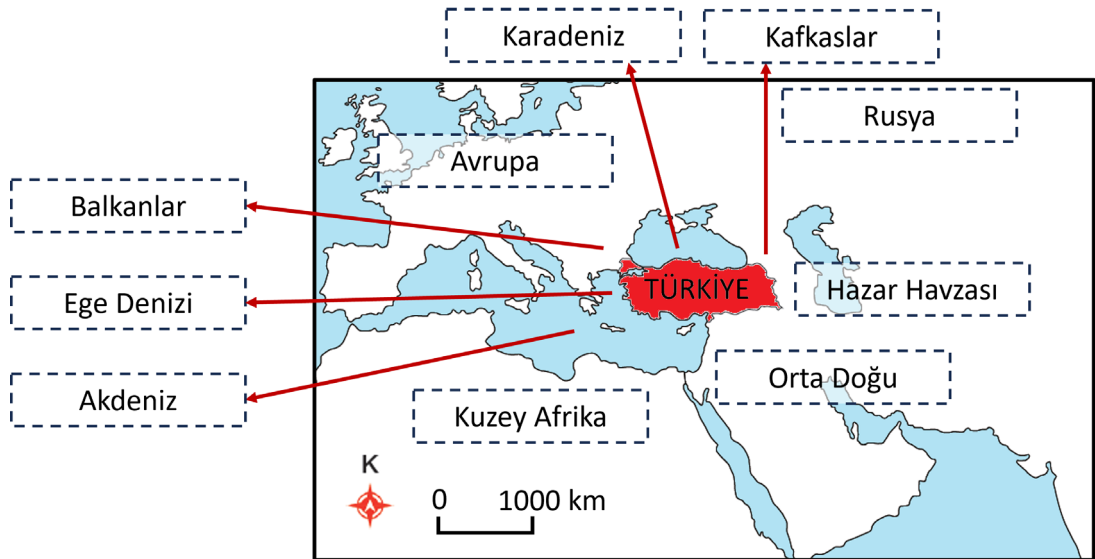 Karadeniz
Kafkaslar
Rusya
Avrupa
Balkanlar
TÜRKİYE
Hazar Havzası
Ege Denizi
Orta Doğu
Akdeniz
Kuzey Afrika
K
0 1000 km